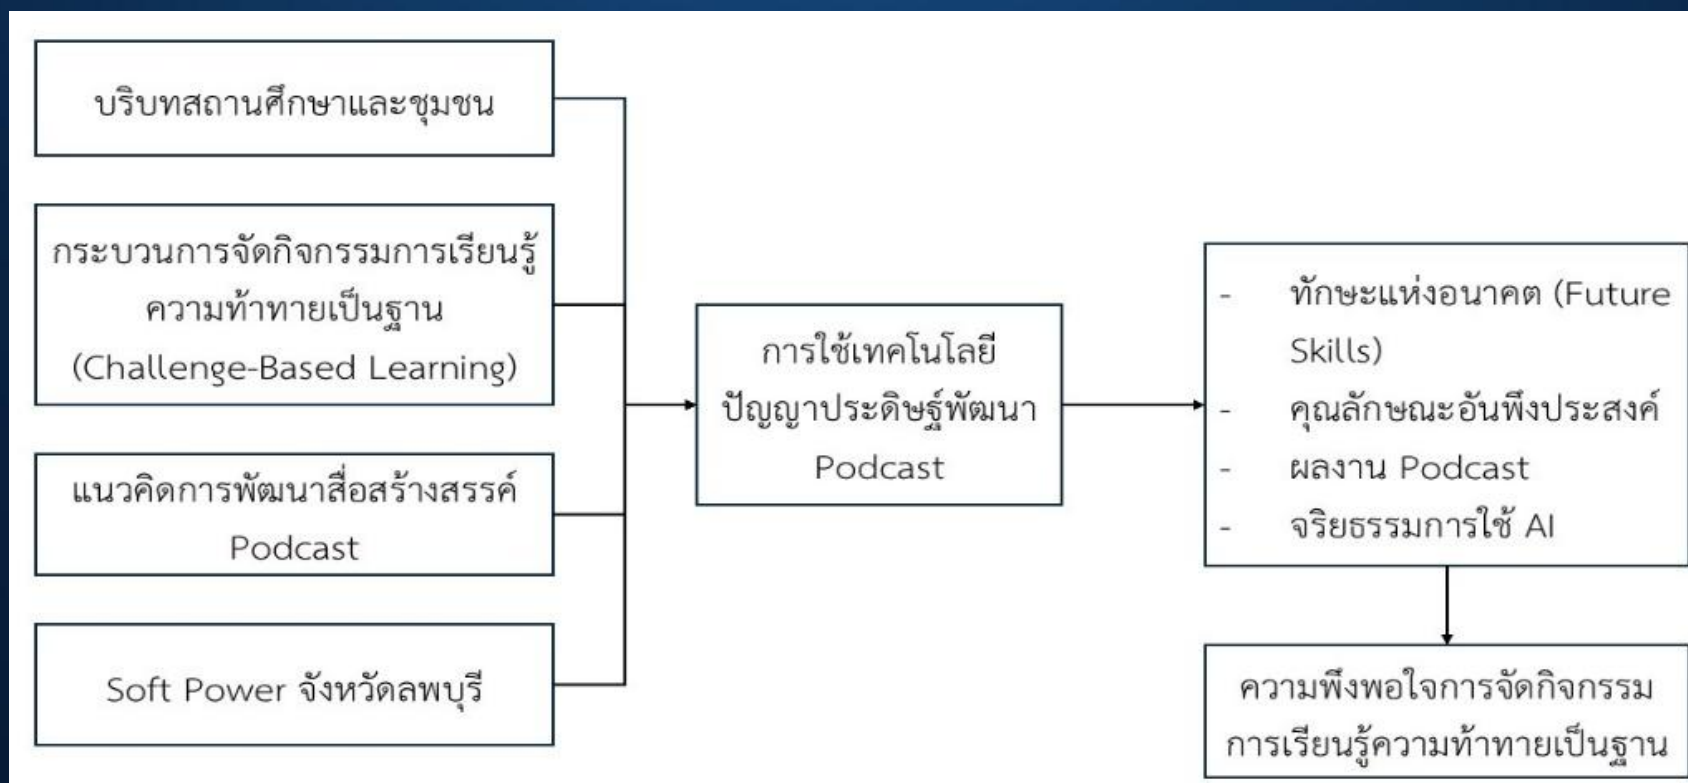 บริบทสถานศึกษาและชุมชน
กระบวนการจัดกิจกรรมการเรียนรู้
ความท้าทายเป็นฐาน
(Challenge-Based Learning)
แนวคิดการพัฒนาสื่อสร้างสรรค์
Podcast
Soft Power จังหวัดลพบุรี
การใช้เทคโนโลยี
ปัญญาประดิษฐ์พัฒนา
Podcast
- ทักษะแห่งอนาคต (Future
Skills)
- คุณลักษณะอันพึงประสงค์
- ผลงาน Podcast
- จริยธรรมการใช้ AI
ความพึงพอใจการจัดกิจกรรม
การเรียนรู้ความท้าทายเป็นฐาน